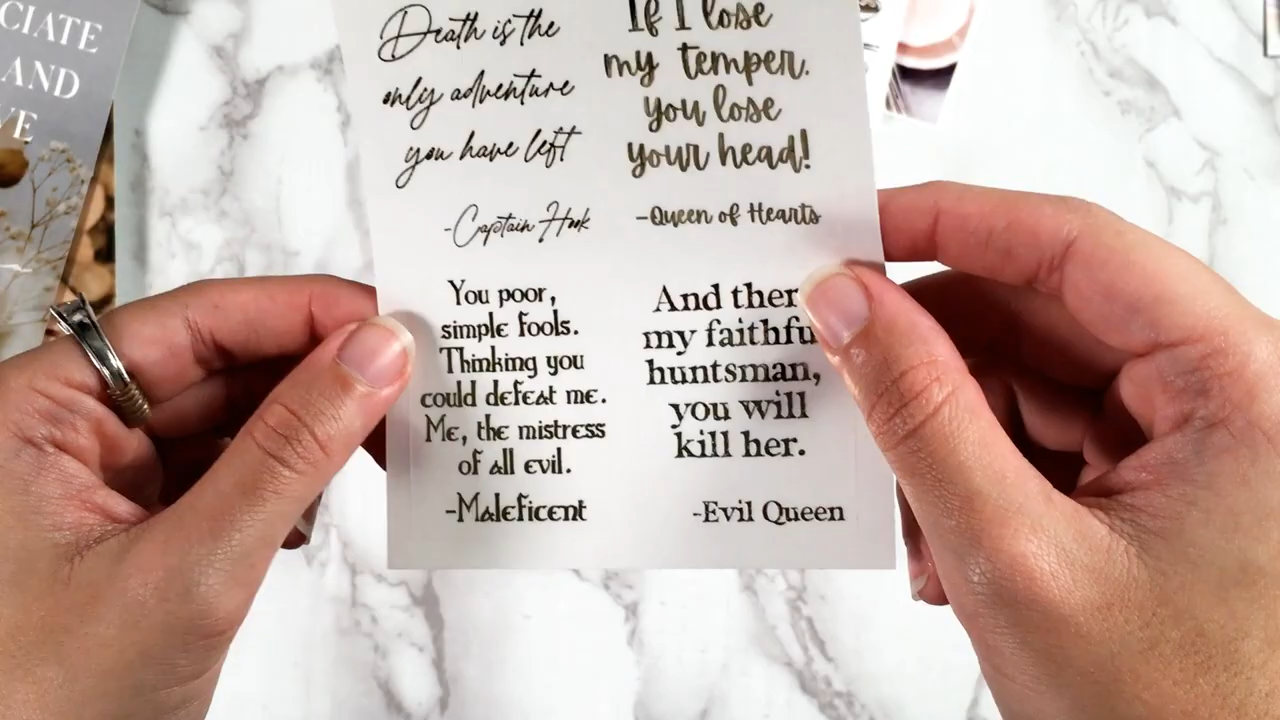 CIATE
AND
VE
Death is the
only adventure
you have left
-Captain Hook
If I lose
my temper.
you lose
your head!
-Queen of Hearts
You poor,
simple fools.
Thinking you
could defeat me.
Me, the mistress
of all evil.
-Maleficent
And ther
my faithfu
huntsman,
you will
kill her.
-Evil Queen